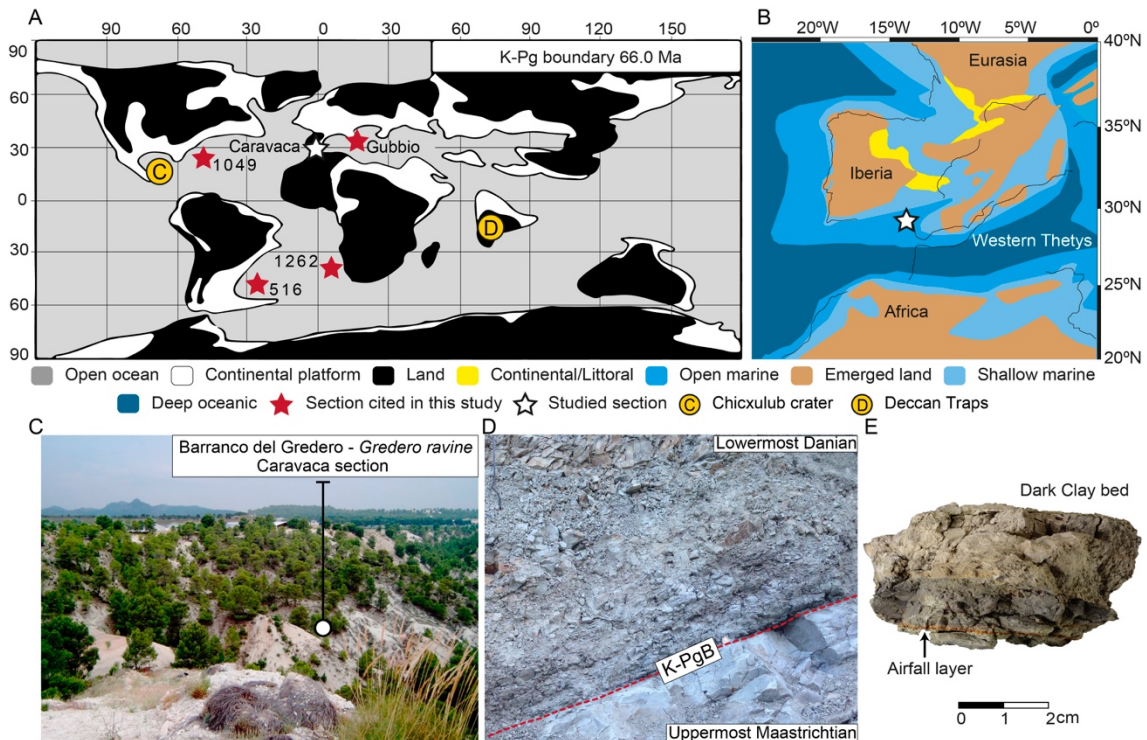 A
K-Pg boundary 66.0 Ma
90
60
30
0
30
60
90
150 120 90 60 30 0 30 60 90 120 150
Caravaca
Gubbio
1049
C
D
1262
516
B
20ºW 15ºW 10ºW 5ºW 0º
40ºN
35ºN
30ºN
25ºN
20ºN
Eurasia
Iberia
Western Thetys
Africa
Open ocean Continental platform Land Continental/Littoral Open marine Emerged land Shallow marine
Deep oceanic Section cited in this study Studied section C Chicxulub crater D Deccan Traps
C
Barranco del Gredero - Gredero ravine
Caravaca section
D
Lowermost Danian
K-PgB
Uppermost Maastrichtian
E
Dark Clay bed
Airfall layer
0 1 2cm